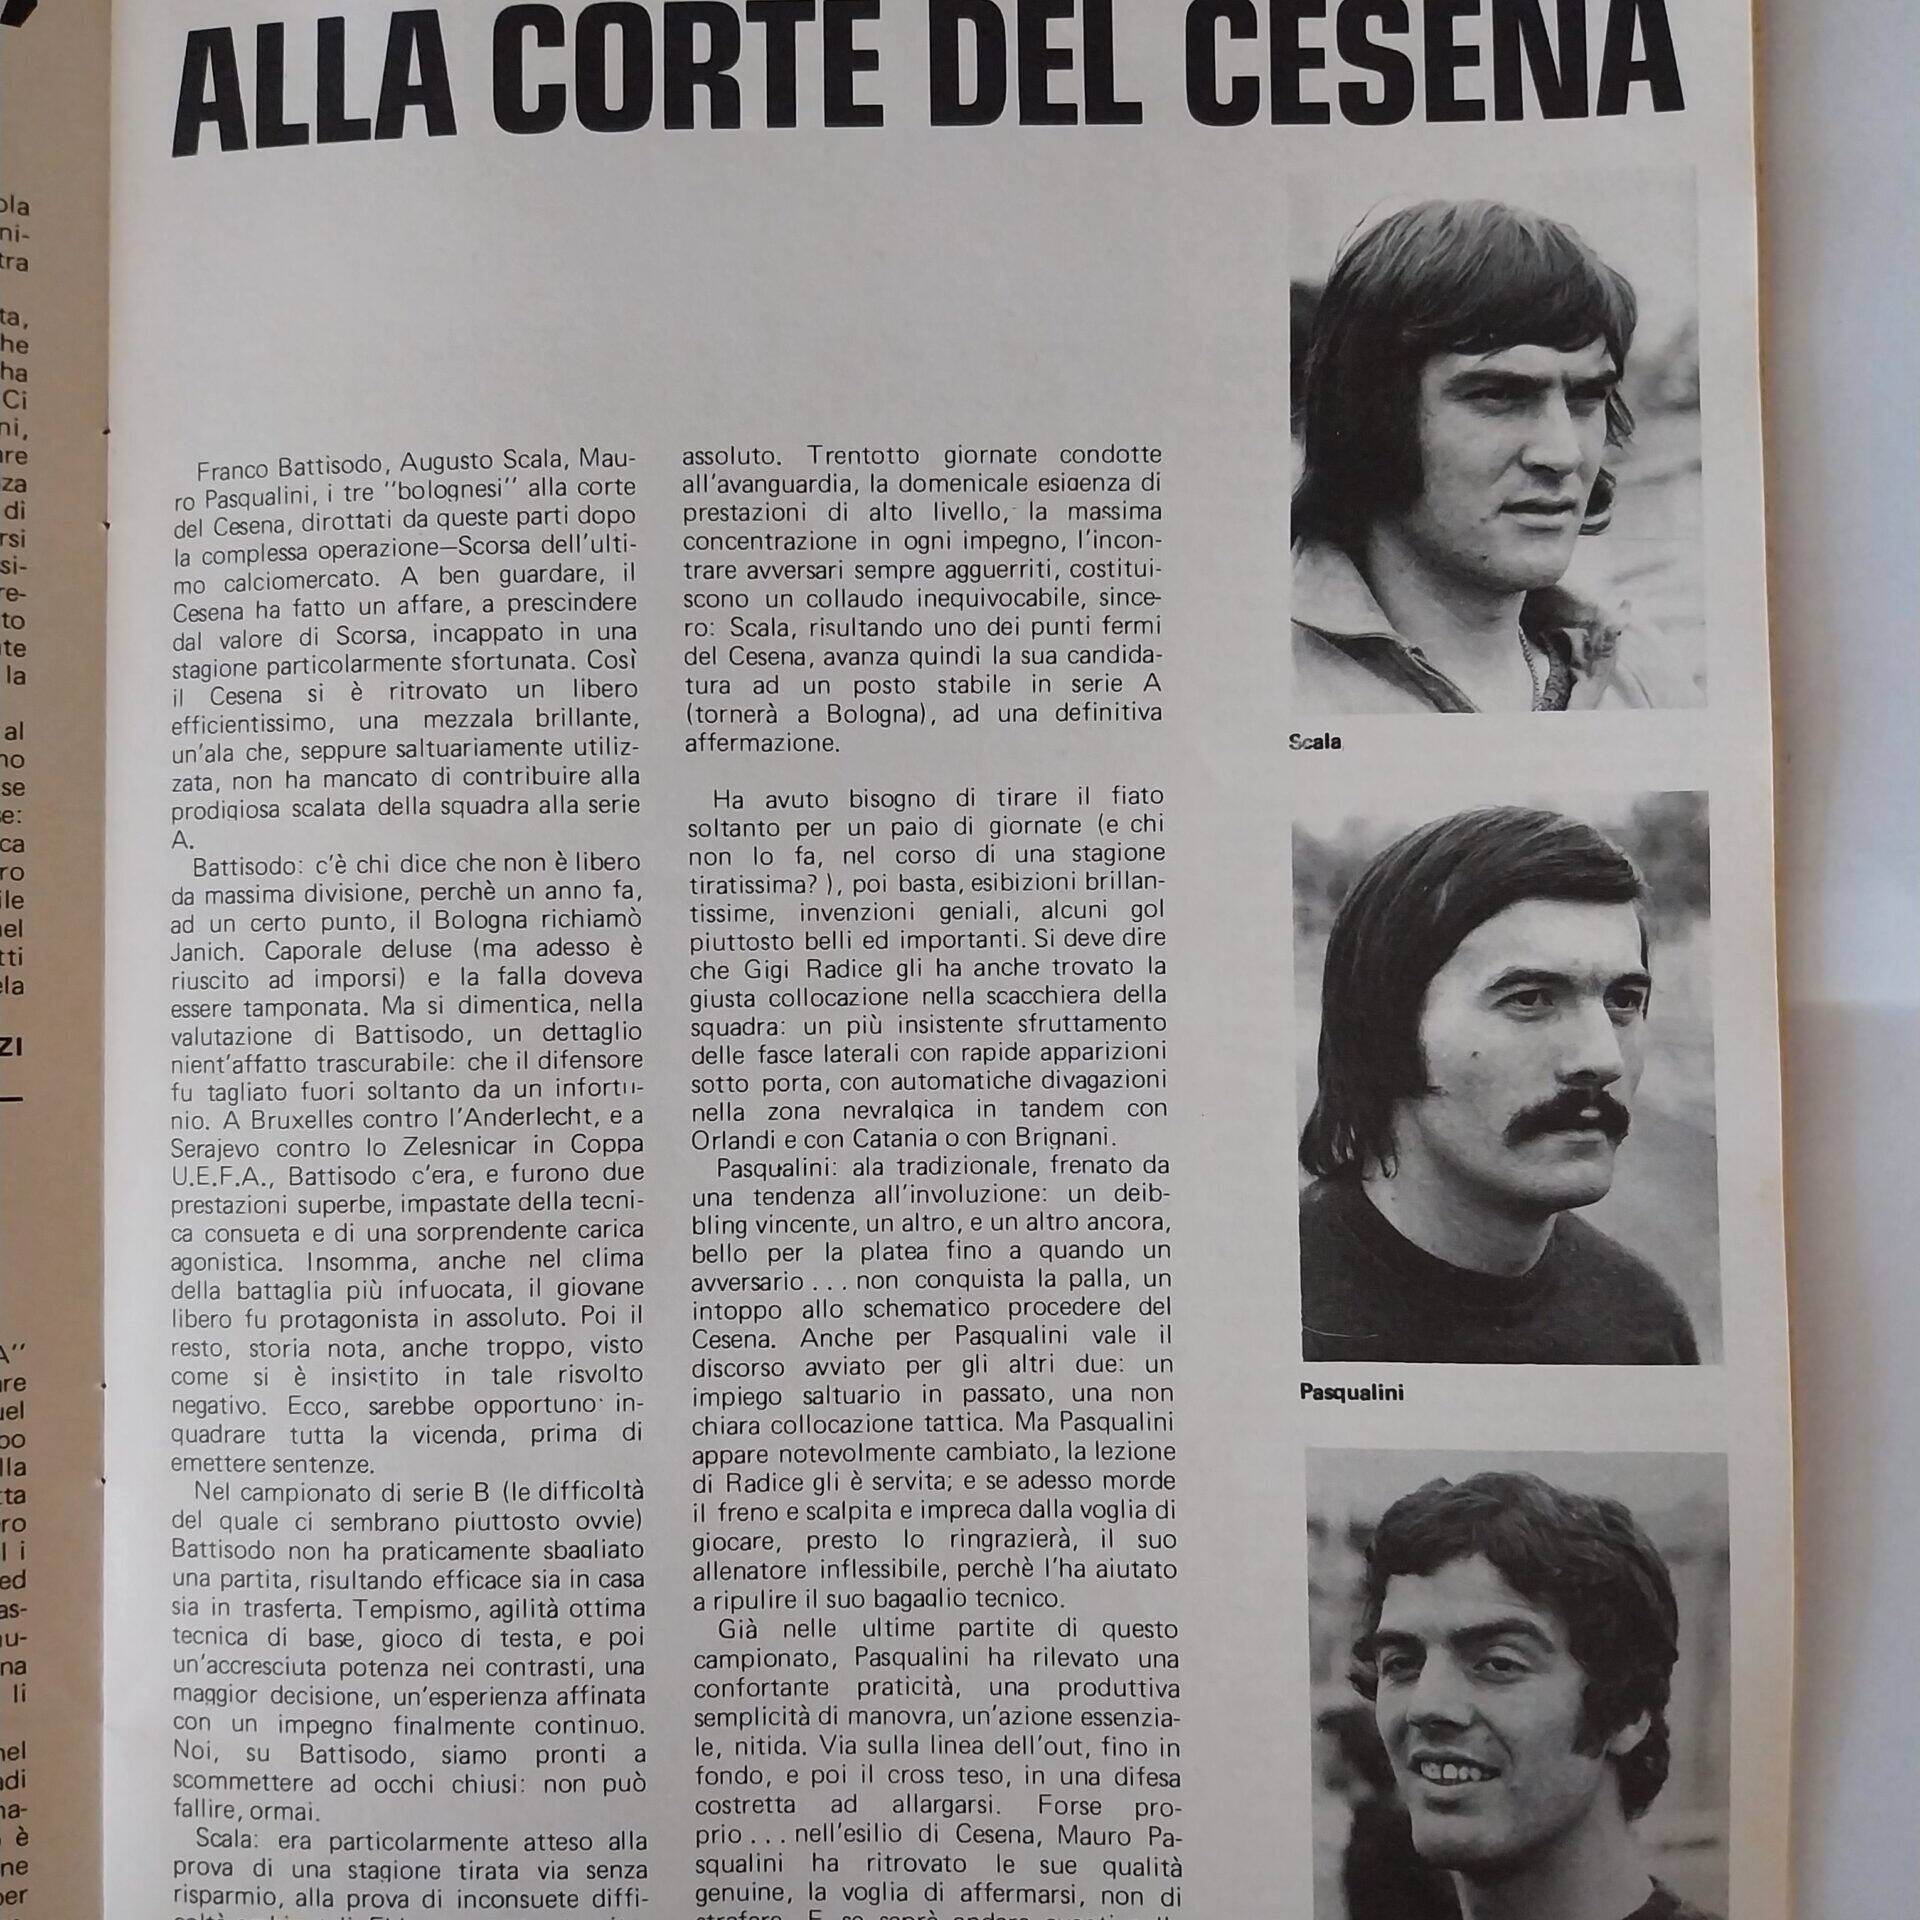 ALLA CORTE DEL CESENA
Franco Battisodo, Augusto Scala, Mau-
ro Pasqualini, i tre "bolognesi" alla corte
del Cesena, dirottati da queste parti dopo
la complessa operazione—Scorsa dell'ulti-
mo calciomercato. A ben guardare, il
Cesena ha fatto un affare, a prescindere
dal valore di Scorsa, incappato in una
stagione particolarmente sfortunata. Così
il Cesena si è ritrovato un libero
efficientissimo, una mezzala brillante,
un'ala che, seppure saltuariamente utiliz-
zata, non ha mancato di contribuire alla
prodigiosa scalata della squadra alla serie
A.
Battisodo: c'è chi dice che non è libero
da massima divisione, perchè un anno fa,
ad un certo punto, il Bologna richiamò
Janich. Caporale deluse (ma adesso è
riuscito ad imporsi) e la falla doveva
essere tamponata. Ma si dimentica, nella
valutazione di Battisodo, un dettaglio
nient'affatto trascurabile: che il difensore
fu tagliato fuori soltanto da un infortu-
nio. A Bruxelles contro l'Anderlecht, e a
Serajevo contro lo Zelesnicar in Coppa
U.E.F.A., Battisodo c'era, e furono due
prestazioni superbe, impastate della tecni-
ca consueta e di una sorprendente carica
agonistica. Insomma, anche nel clima
della battaglia più infuocata, il giovane
libero fu protagonista in assoluto. Poi il
resto, storia nota, anche troppo, visto
come si è insistito in tale risvolto
negativo. Ecco, sarebbe opportuno in-
quadrare tutta la vicenda, prima di
emettere sentenze.
Nel campionato di serie B (le difficoltà
del quale ci sembrano piuttosto ovvie)
Battisodo non ha praticamente sbagliato
una partita, risultando efficace sia in casa
sia in trasferta. Tempismo, agilità ottima
tecnica di base, gioco di testa, e poi
un'accresciuta potenza nei contrasti, una
maggior decisione, un'esperienza affinata
con un impegno finalmente continuo.
Noi, su Battisodo, siamo pronti a
scommettere ad occhi chiusi: non può
fallire, ormai.
Scala: era particolarmente atteso alla
prova di una stagione tirata via senza
risparmio, alla prova di inconsuete diffi-
assoluto. Trentotto giornate condotte
all'avanguardia, la domenicale esigenza di
prestazioni di alto livello, la massima
concentrazione in ogni impegno, l'incon-
trare avversari sempre agguerriti, costitui-
scono un collaudo inequivocabile, since-
ro: Scala, risultando uno dei punti fermi
del Cesena, avanza quindi la sua candida-
tura ad un posto stabile in serie A
(tornerà a Bologna), ad una definitiva
affermazione.
Ha avuto bisogno di tirare il fiato
soltanto per un paio di giornate (e chi
non lo fa, nel corso di una stagione
tiratissima? ), poi basta, esibizioni brillan-
tissime, invenzioni geniali, alcuni gol
piuttosto belli ed importanti. Si deve dire
che Gigi Radice gli ha anche trovato la
giusta collocazione nella scacchiera della
squadra: un più insistente sfruttamento
delle fasce laterali con rapide apparizioni
sotto porta, con automatiche divagazioni
nella zona nevralgica in tandem con
Orlandi e con Catania o con Brignani.
Pasqualini: ala tradizionale, frenato da
una tendenza all'involuzione: un deib-
bling vincente, un altro, e un altro ancora,
bello per la platea fino a quando un
avversario . . . non conquista la palla, un
intoppo allo schematico procedere del
Cesena. Anche per Pasqualini vale il
discorso avviato per gli altri due: un
impiego saltuario in passato, una non
chiara collocazione tattica. Ma Pasqualini
appare notevolmente cambiato, la lezione
di Radice gli è servita; e se adesso morde
il freno e scalpita e impreca dalla voglia di
giocare, presto lo ringrazierà, il suo
allenatore inflessibile, perchè l'ha aiutato
a ripulire il suo bagaglio tecnico.
Già nelle ultime partite di questo
campionato, Pasqualini ha rilevato una
confortante praticità, una produttiva
semplicità di manovra, un'azione essenzia-
le, nitida. Via sulla linea dell'out, fino in
fondo, e poi il cross teso, in una difesa
costretta ad allargarsi. Forse pro-
prio . . . nell'esilio di Cesena, Mauro Pa-
squalini ha ritrovato le sue qualità
genuine, la voglia di affermarsi, non di
Scala
Pasqualini